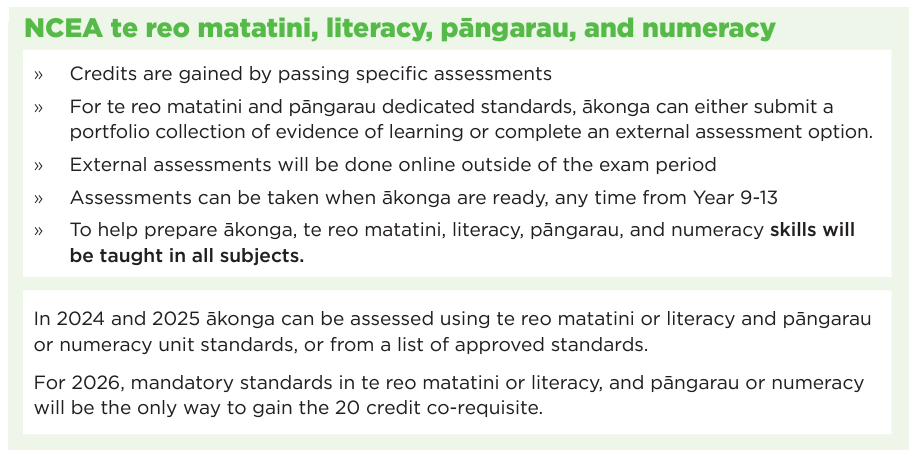 NCEA te reo matatini, literacy, pāngarau, and numeracy
» Credits are gained by passing specific assessments
» For te reo matatini and pāngarau dedicated standards, ākonga can either submit a
portfolio collection of evidence of learning or complete an external assessment option.
» External assessments will be done online outside of the exam period
» Assessments can be taken when ākonga are ready, any time from Year 9-13
» To help prepare ākonga, te reo matatini, literacy, pāngarau, and numeracy skills will
be taught in all subjects.
In 2024 and 2025 ākonga can be assessed using te reo matatini or literacy and pāngarau
or numeracy unit standards, or from a list of approved standards.
For 2026, mandatory standards in te reo matatini or literacy, and pāngarau or numeracy
will be the only way to gain the 20 credit co-requisite.